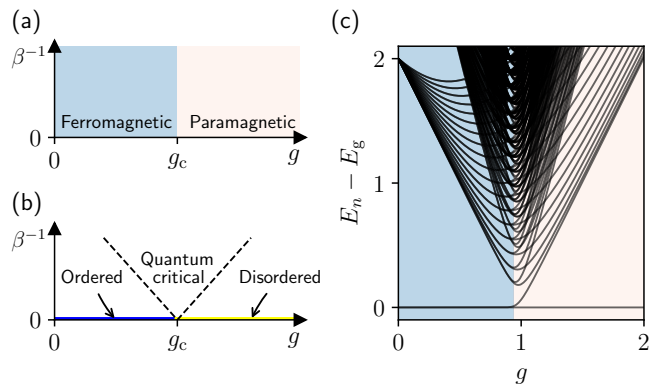 (a)
β⁻¹
Ferromagnetic
Paramagnetic
0
0
g_c
g
(b)
β⁻¹
Quantum
critical
Ordered
Disordered
0
0
g_c
g
(c)
E_n − E_g
2
1
0
0
1
2
g